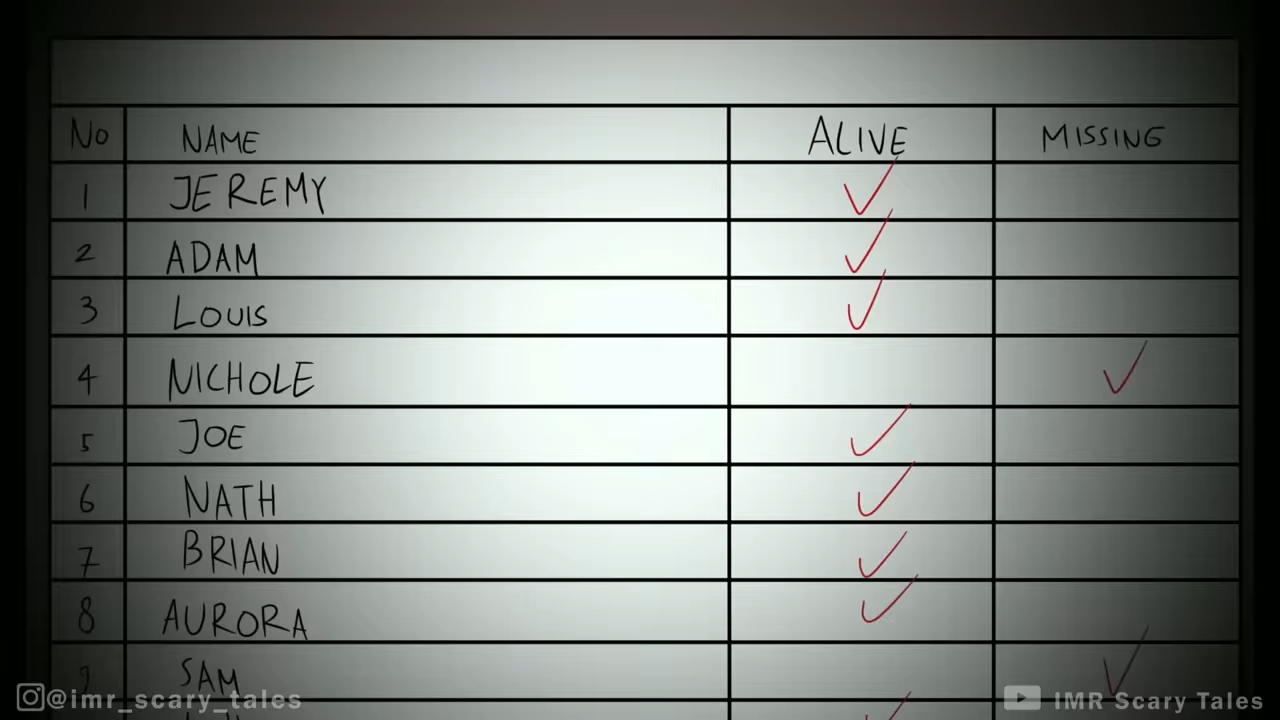 No NAME ALIVE MISSING
1 JEREMY
2 ADAM
3 LOUIS
4 NICHOLE
5 JOE
6 NATH
7 BRIAN
8 AURORA
9 SAM
@imr_scary_tales
IMR Scary Tales